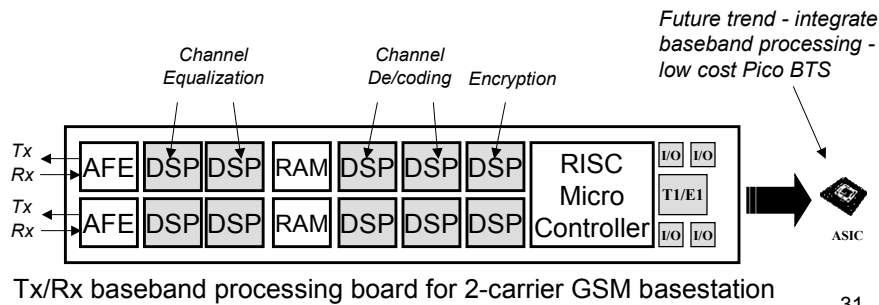 Future trend - integrate
baseband processing -
low cost Pico BTS
Channel
Equalization
Channel
De/coding
Encryption
Tx
Rx
AFE DSP DSP RAM DSP DSP DSP
Tx
Rx
AFE DSP DSP RAM DSP DSP DSP
RISC
Micro
Controller
I/O I/O
T1/E1
I/O I/O
ASIC
Tx/Rx baseband processing board for 2-carrier GSM basestation
31